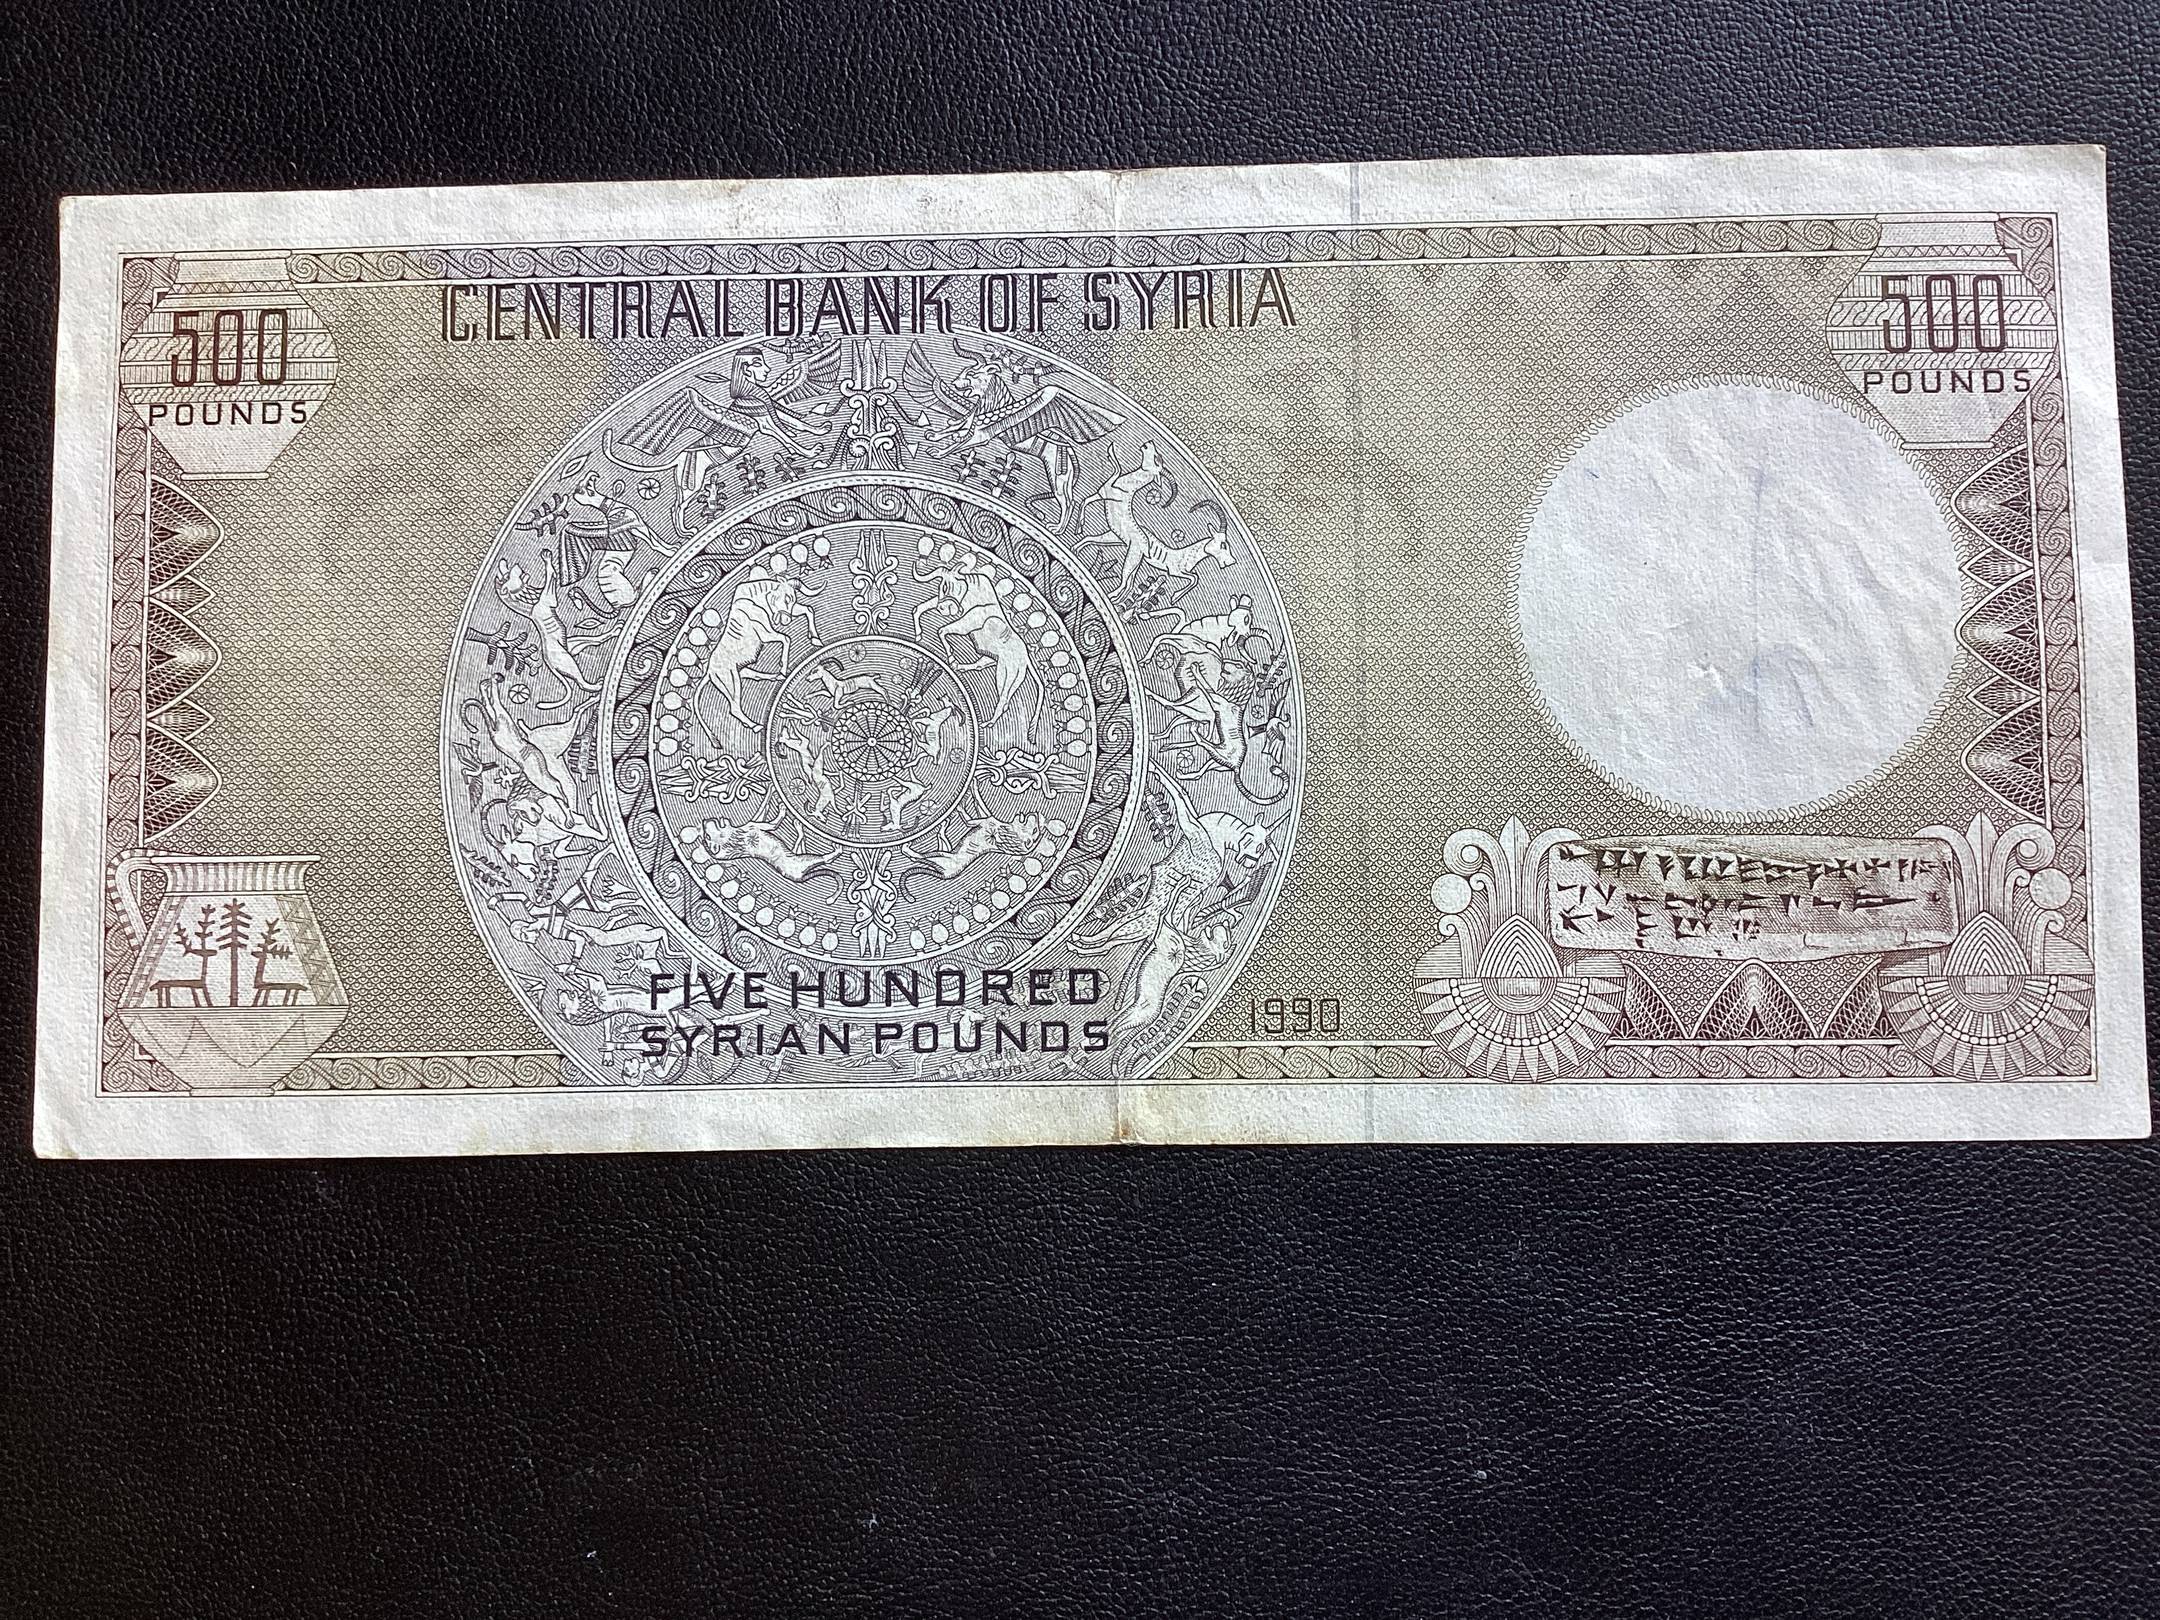 CENTRAL BANK OF SYRIA
500
POUNDS
500
POUNDS
FIVE HUNDRED
SYRIAN POUNDS
1990